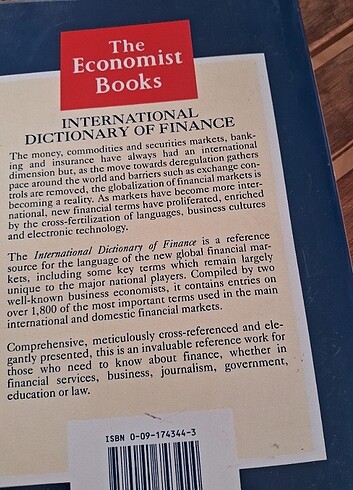 The
Economist
Books
INTERNATIONAL
DICTIONARY OF FINANCE
The money, commodities and securities markets, bank-
ing and insurance have always had an international
dimension but, as the move towards deregulation gathers
pace around the world and barriers such as exchange con-
trols are removed, the globalization of financial markets is
becoming a reality. As markets have become more inter-
national, new financial terms have proliferated, enriched
by the cross-fertilization of languages, business cultures
and electronic technology.
The International Dictionary of Finance is a reference
source for the language of the new global financial mar-
kets, including some key terms which remain largely
unique to the major national players. Compiled by two
well-known business economists, it contains entries on
over 1,800 of the most important terms used in the main
international and domestic financial markets.
Comprehensive, meticulously cross-referenced and ele-
gantly presented, this is an invaluable reference work for
those who need to know about finance, whether in
financial services, business, journalism, government,
education or law.
ISBN 0-09-174344-3